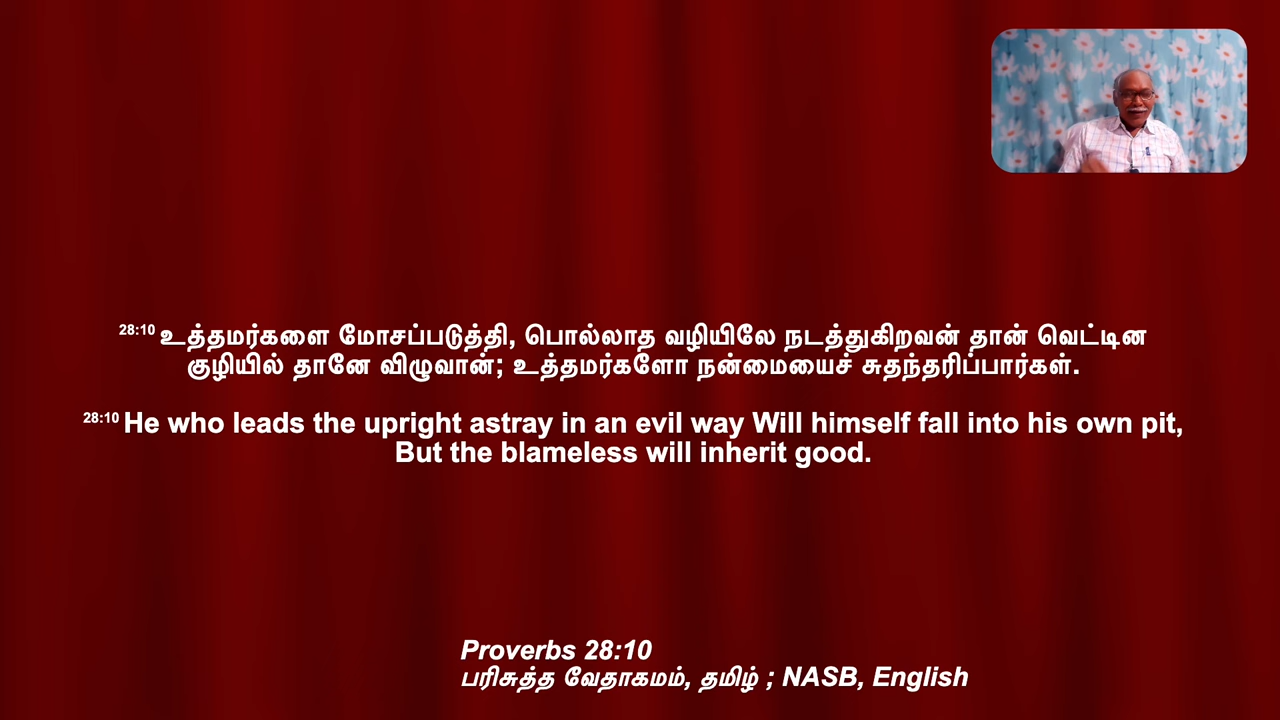 28:10 உத்தமர்களை மோசப்படுத்தி, பொல்லாத வழியிலே நடத்துகிறவன் தான் வெட்டின
குழியில் தானே விழுவான்; உத்தமர்களோ நன்மையைச் சுதந்தரிப்பார்கள்.
28:10 He who leads the upright astray in an evil way Will himself fall into his own pit,
But the blameless will inherit good.
Proverbs 28:10
பரிசுத்த வேதாகமம், தமிழ் ; NASB, English